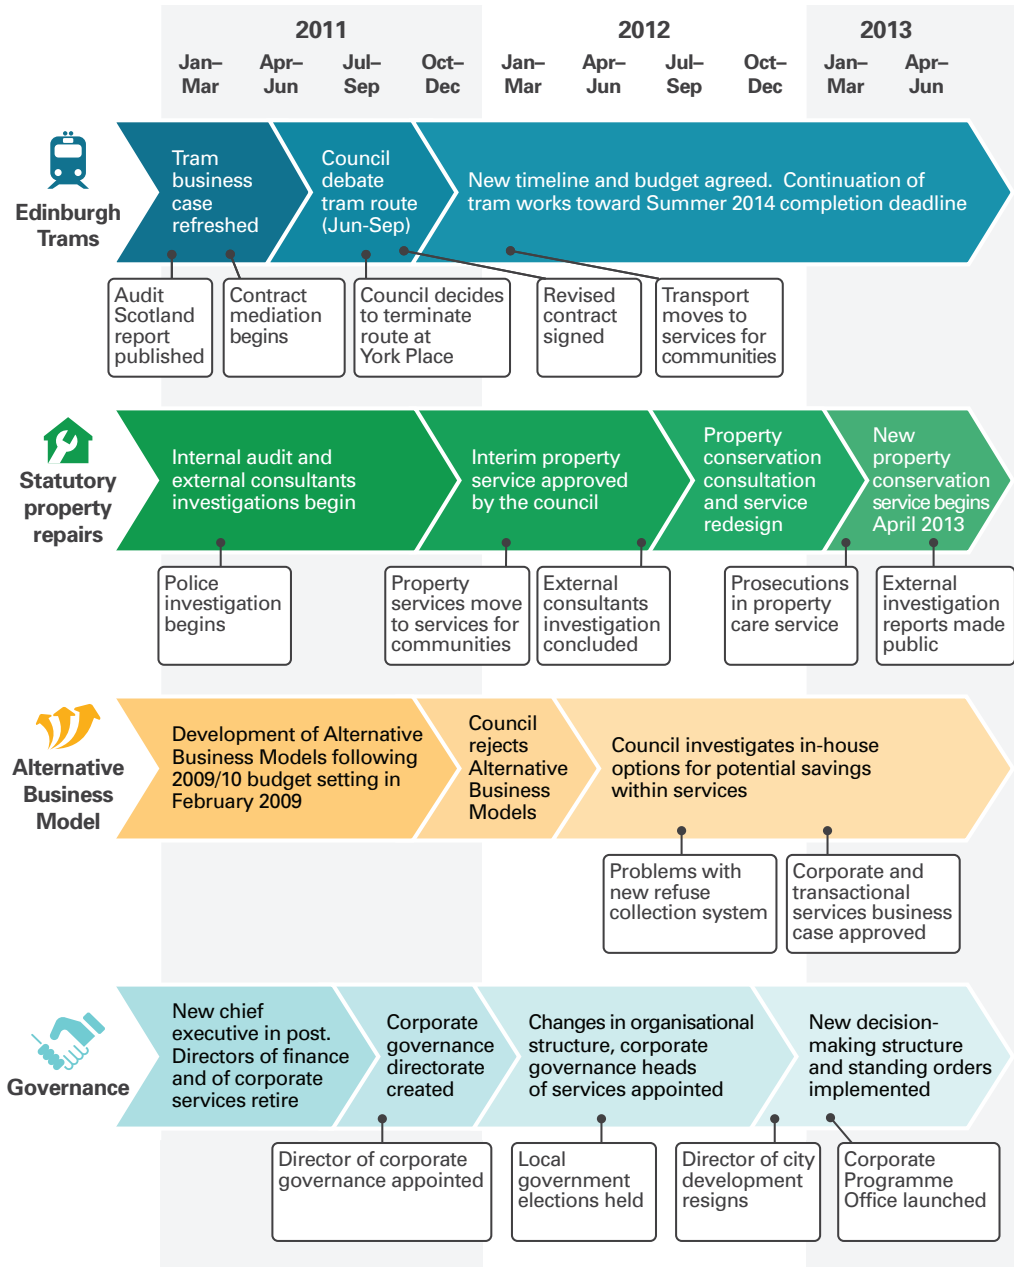 2011
2012
2013
Jan–
Mar
Apr–
Jun
Jul–
Sep
Oct–
Dec
Jan–
Mar
Apr–
Jun
Jul–
Sep
Oct–
Dec
Jan–
Mar
Apr–
Jun
Edinburgh
Trams
Tram
business
case
refreshed
Council
debate
tram route
(Jun-Sep)
New timeline and budget agreed.  Continuation of
tram works toward Summer 2014 completion deadline
Audit
Scotland
report
published
Contract
mediation
begins
Council decides
to terminate
route at
York Place
Revised
contract
signed
Transport
moves to
services for
communities
Statutory
property
repairs
Internal audit and
external consultants
investigations begin
Interim property
service approved
by the council
Property
conservation
consultation
and service
redesign
New
property
conservation
service begins
April 2013
Police
investigation
begins
Property
services move
to services for
communities
External
consultants
investigation
concluded
Prosecutions
in property
care service
External
investigation
reports made
public
Alternative
Business
Model
Development of Alternative
Business Models following
2009/10 budget setting in
February 2009
Council
rejects
Alternative
Business
Models
Council investigates in-house
options for potential savings
within services
Problems with
new refuse
collection system
Corporate and
transactional
services business
case approved
Governance
New chief
executive in post.
Directors of finance
and of corporate
services retire
Corporate
governance
directorate
created
Changes in organisational
structure, corporate
governance heads
of services appointed
New decision-
making structure
and standing orders
implemented
Director of corporate
governance appointed
Local
government
elections held
Director of city
development
resigns
Corporate
Programme
Office launched